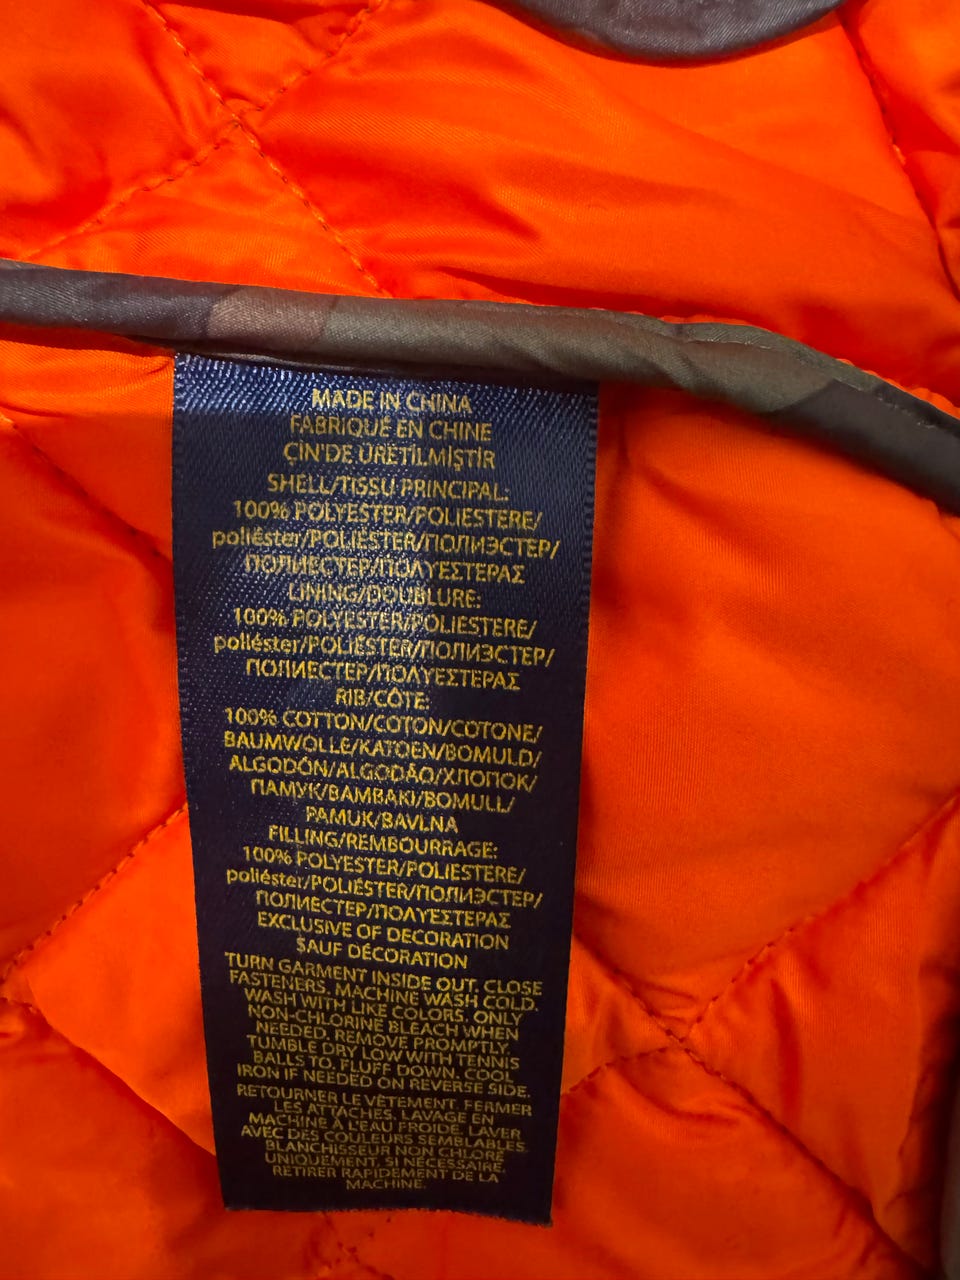 MADE IN CHINA
FABRIQUÉ EN CHINE
ÇİN'DE ÜRETİLMİŞTİR
SHELL/TISSU PRINCIPAL:
100% POLYESTER/POLIESTERE/
poliéster/POLIÉSTER/ПОЛИЭСТЕР/
ПОЛИЕСТЕР/ΠΟΛΥΕΣΤΕΡΑΣ
LINING/DOUBLURE:
100% POLYESTER/POLIESTERE/
poliéster/POLIÉSTER/ПОЛИЭСТЕР/
ПОЛИЕСТЕР/ΠΟΛΥΕΣΤΕΡΑΣ
RIB/CÔTE:
100% COTTON/COTON/COTONE/
BAUMWOLLE/KATOEN/BOMULD/
ALGODÓN/ALGODÃO/ХЛОПОК/
ПАМУК/ΒΑΜΒΑΚΙ/BOMULL/
PAMUK/BAVLNA
FILLING/REMBOURRAGE:
100% POLYESTER/POLIESTERE/
poliéster/POLIÉSTER/ПОЛИЭСТЕР/
ПОЛИЕСТЕР/ΠΟΛΥΕΣΤΕΡΑΣ
EXCLUSIVE OF DECORATION
SAUF DÉCORATION
TURN GARMENT INSIDE OUT. CLOSE
FASTENERS. MACHINE WASH COLD.
WASH WITH LIKE COLORS. ONLY
NON-CHLORINE BLEACH WHEN
NEEDED. REMOVE PROMPTLY.
TUMBLE DRY LOW WITH TENNIS
BALLS TO. FLUFF DOWN. COOL
IRON IF NEEDED ON REVERSE SIDE.
RETOURNER LE VÊTEMENT. FERMER
LES ATTACHES. LAVAGE EN
MACHINE À L'EAU FROIDE. LAVER
AVEC DES COULEURS SEMBLABLES.
BLANCHISSEUR NON CHLORÉ
UNIQUEMENT, SI NÉCESSAIRE.
RETIRER RAPIDEMENT DE LA
MACHINE.